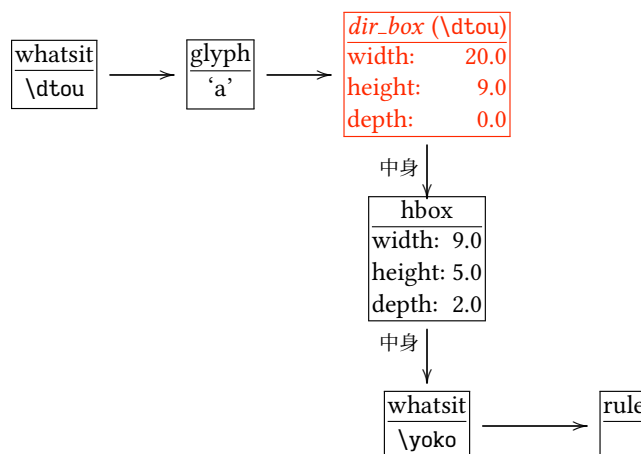 whatsit
\dtou
glyph
‘a’
dir_box (\dtou)
width: 20.0
height: 9.0
depth: 0.0
中身
hbox
width: 9.0
height: 5.0
depth: 2.0
中身
whatsit
\yoko
rule